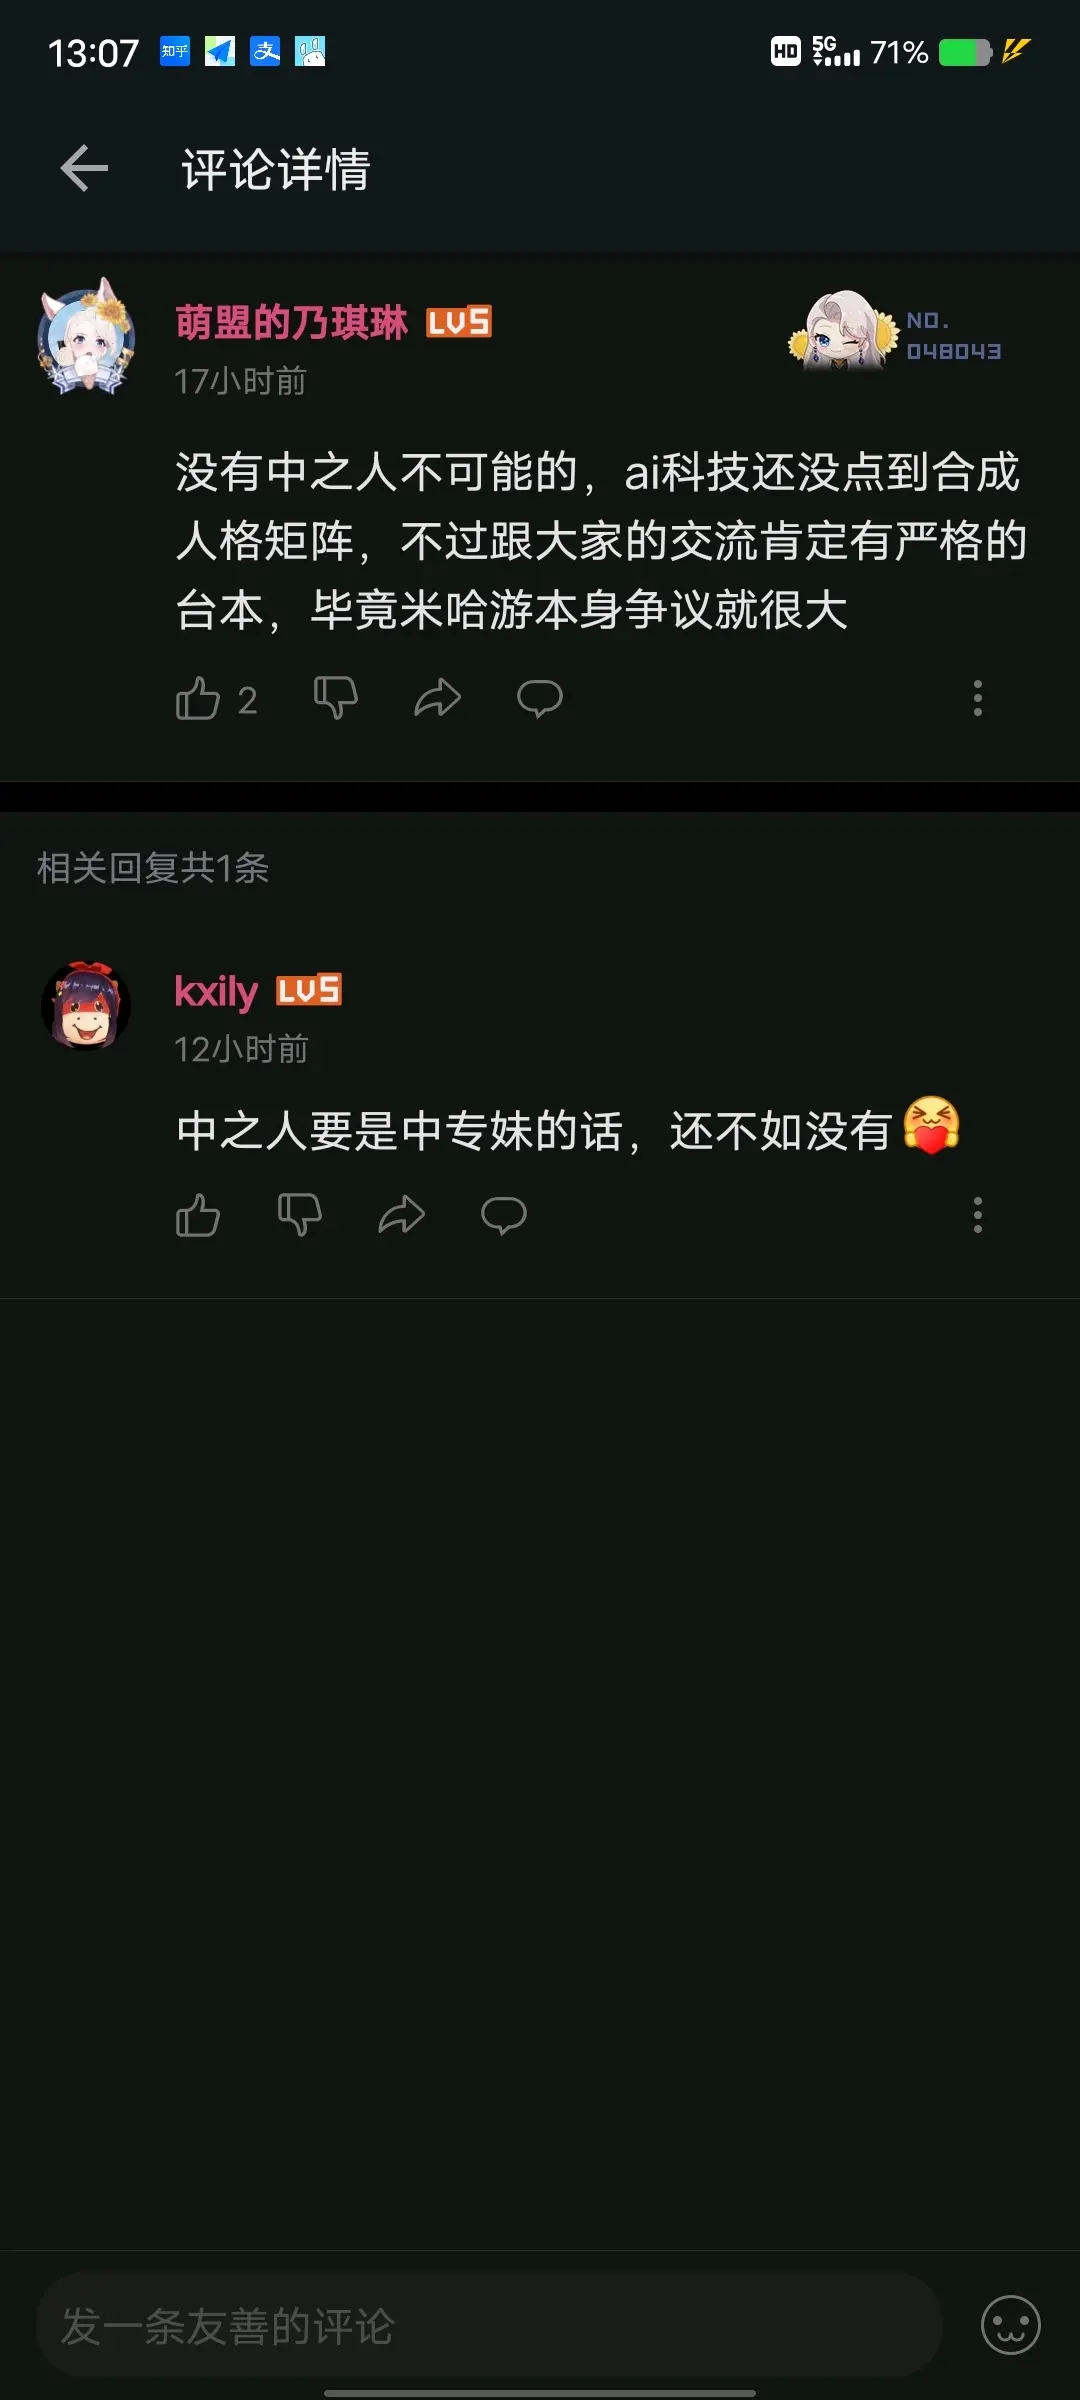 13:07 知乎 支 HD 5G 71%
评论详情
萌盟的乃琪琳 LV5
NO.
048043
17小时前
没有中之人不可能的，ai科技还没点到合成
人格矩阵，不过跟大家的交流肯定有严格的
台本，毕竟米哈游本身争议就很大
2
相关回复共1条
kxily LV5
12小时前
中之人要是中专妹的话，还不如没有
发一条友善的评论